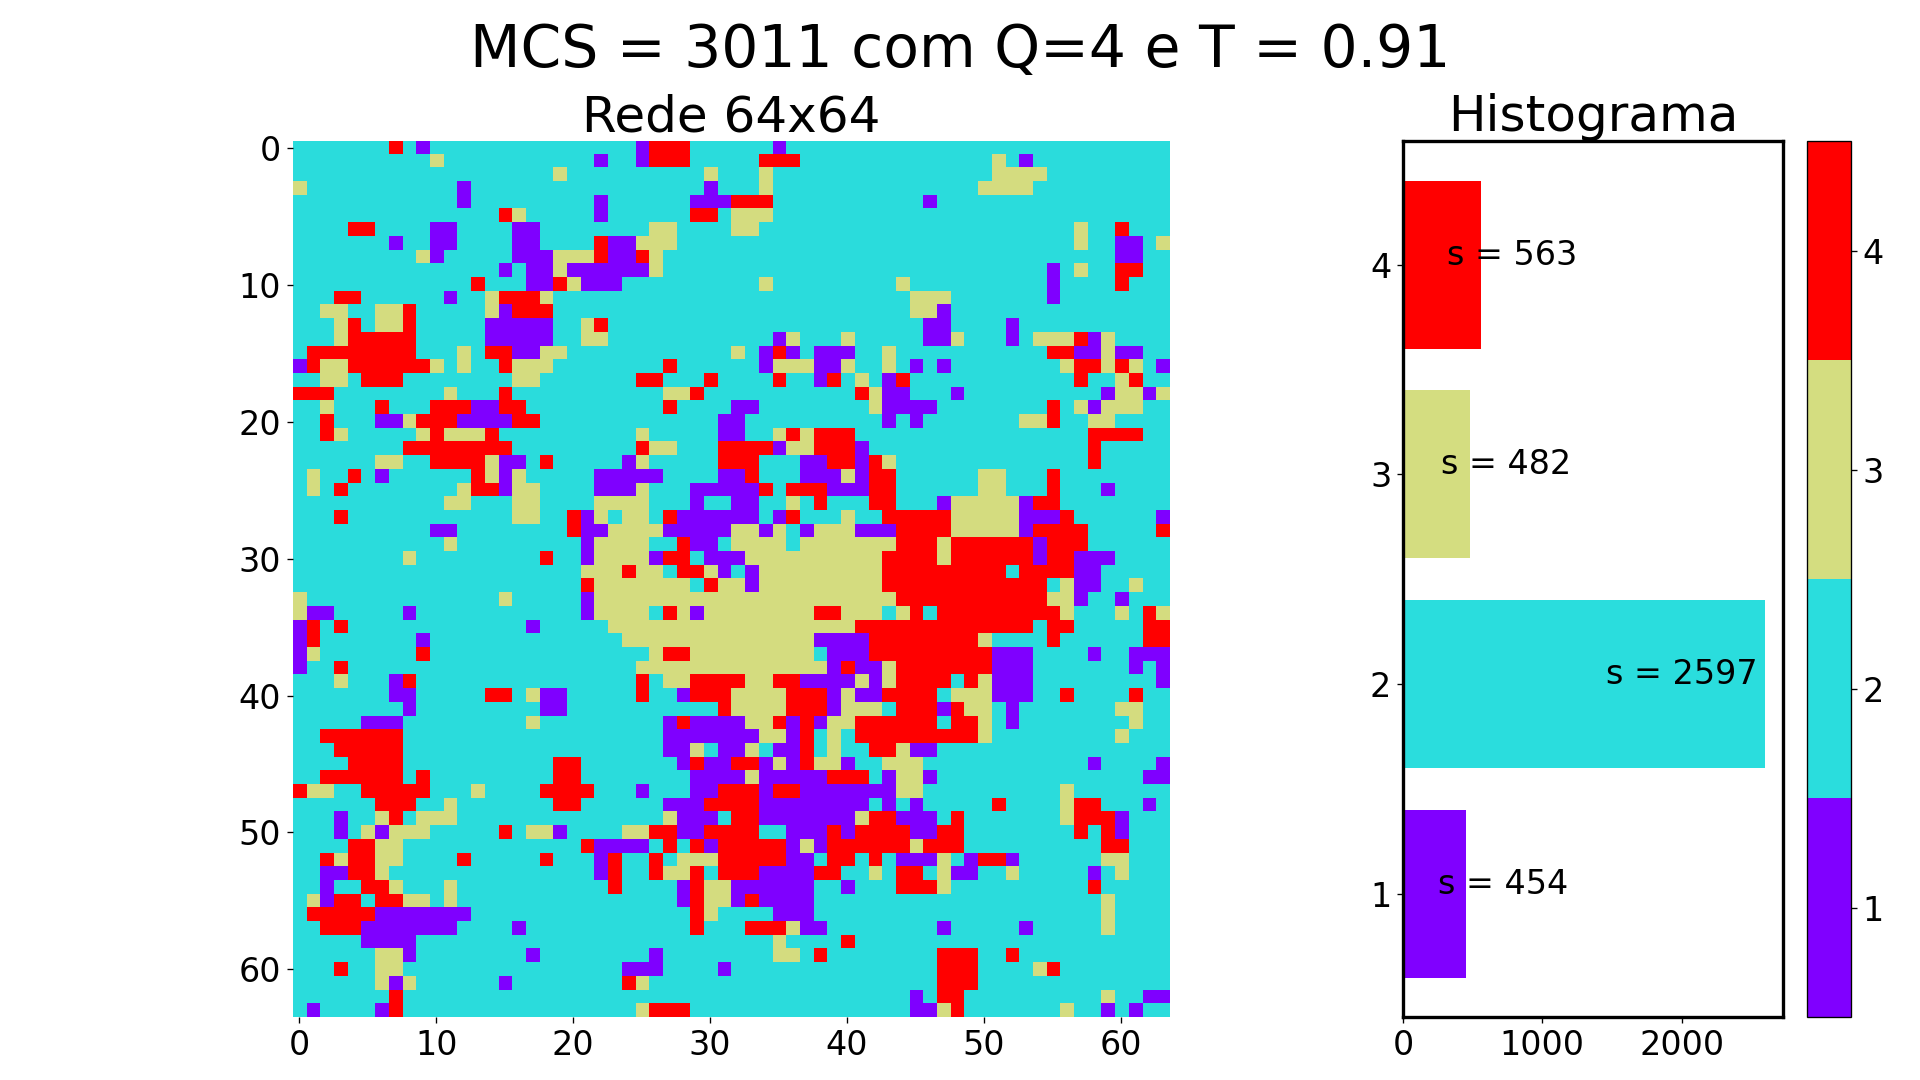 MCS = 3011 com Q=4 e T = 0.91
Rede 64x64
0
10
20
30
40
50
60
0 10 20 30 40 50 60
Histograma
4
3
2
1
s = 563
s = 482
s = 2597
s = 454
0 1000 2000
4
3
2
1